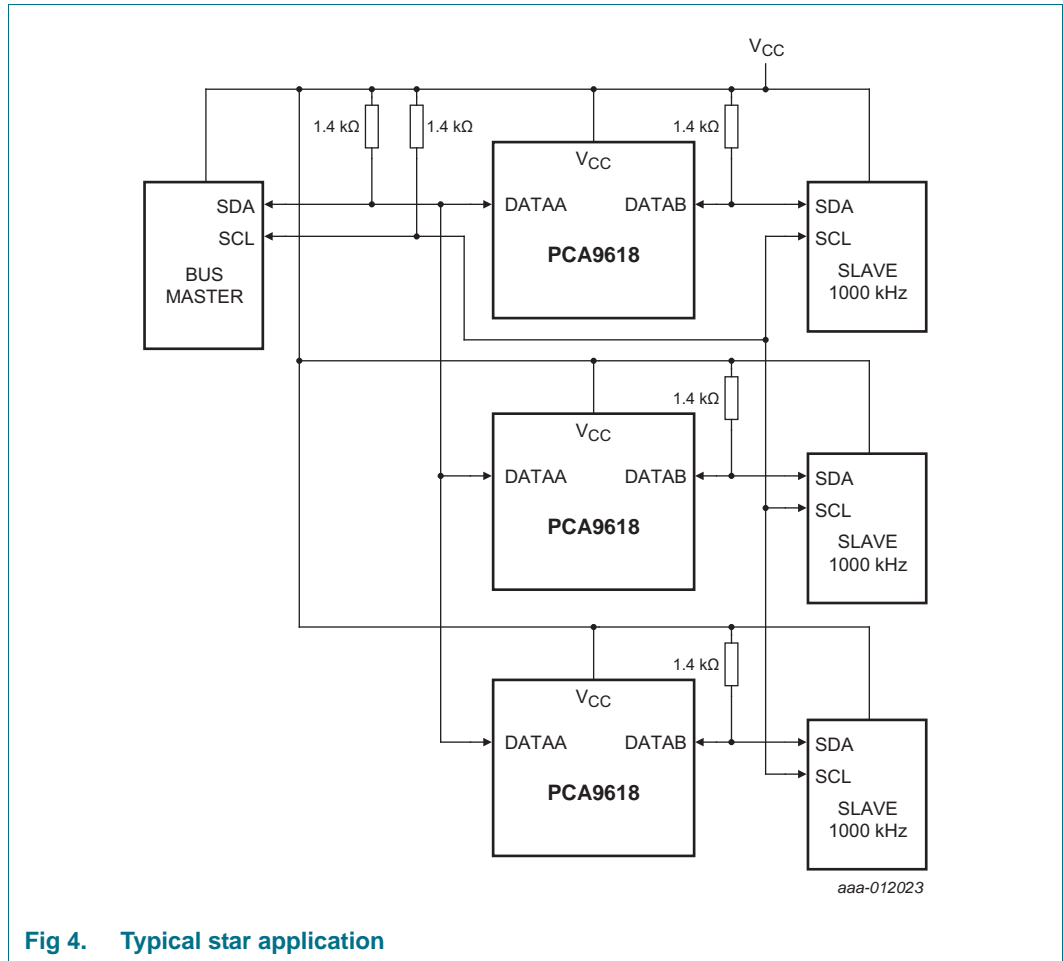 VCC
1.4 kΩ
1.4 kΩ
1.4 kΩ
VCC
SDA
SCL
BUS
MASTER
DATAA
DATAB
PCA9618
SDA
SCL
SLAVE
1000 kHz
1.4 kΩ
VCC
DATAA
DATAB
PCA9618
SDA
SCL
SLAVE
1000 kHz
1.4 kΩ
VCC
DATAA
DATAB
PCA9618
SDA
SCL
SLAVE
1000 kHz
aaa-012023
Fig 4. Typical star application